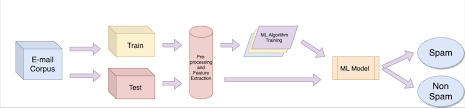 E-mail
Corpus
Train
Test
Pre-
processing
and
Feature
Extraction
ML Algorithm
Training
ML Model
Spam
Non
Spam